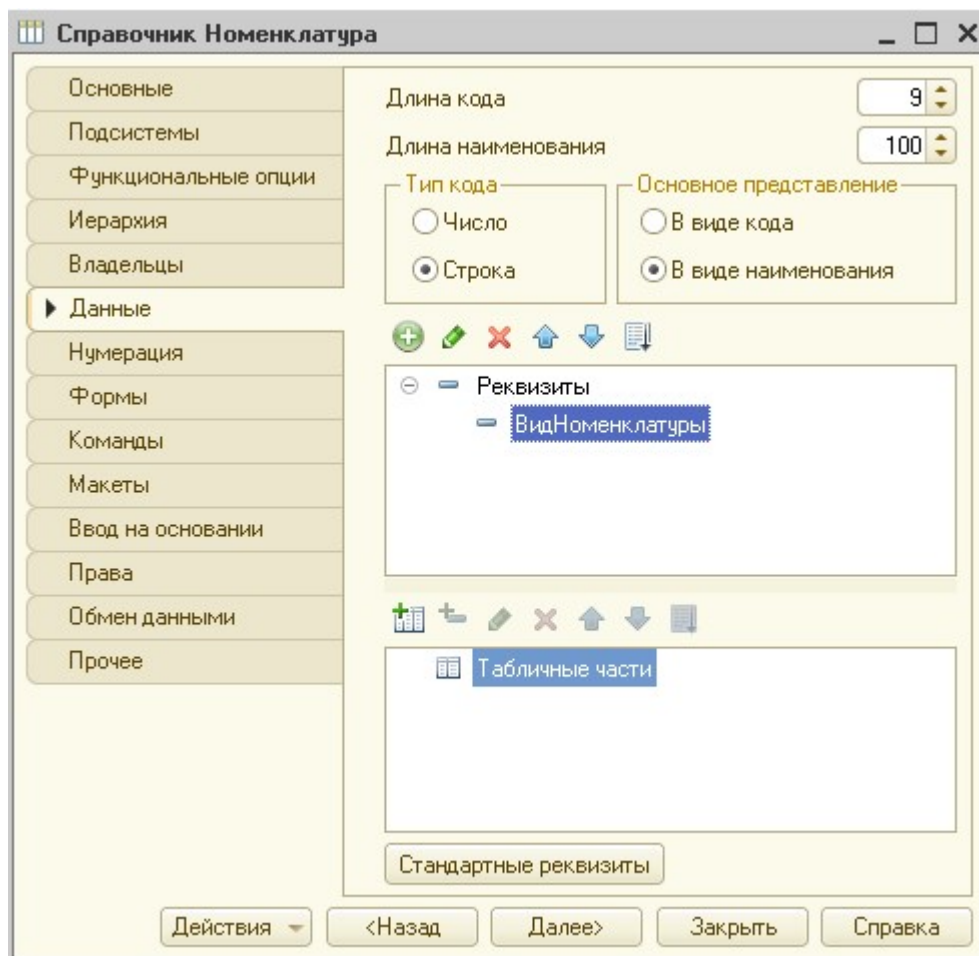 Справочник Номенклатура
Основные
Подсистемы
Функциональные опции
Иерархия
Владельцы
Данные
Нумерация
Формы
Команды
Макеты
Ввод на основании
Права
Обмен данными
Прочее
Длина кода 9
Длина наименования 100
Тип кода
Число
Строка
Основное представление
В виде кода
В виде наименования
Реквизиты
ВидНоменклатуры
Табличные части
Стандартные реквизиты
Действия <Назад Далее> Закрыть Справка